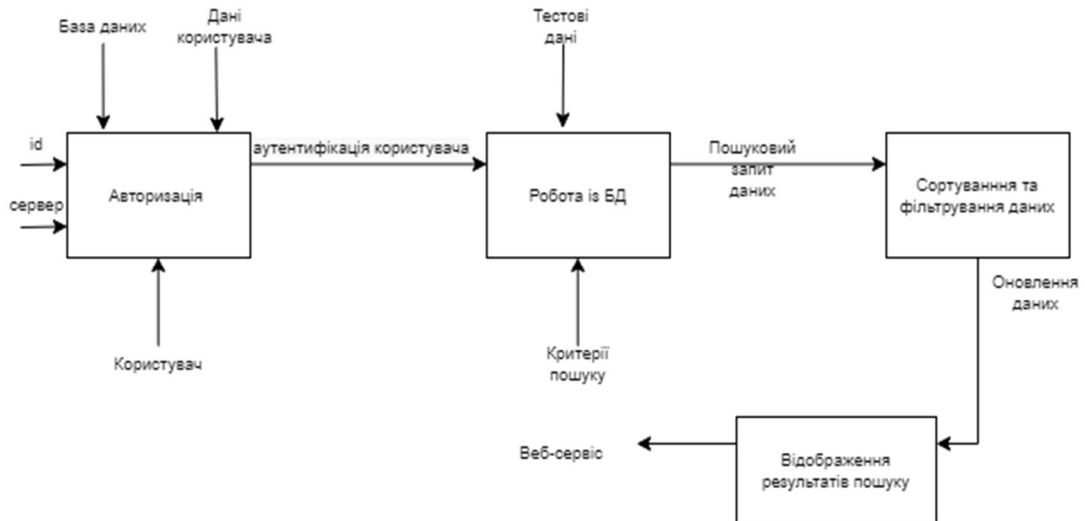 База даних
Дані
користувача
Тестові
дані
id
сервер
Авторизація
аутентифікація користувача
Робота із БД
Пошуковий
запит
даних
Сортуванння та
фільтрування даних
Оновлення
даних
Користувач
Критерії
пошуку
Веб-сервіс
Відображення
результатів пошуку